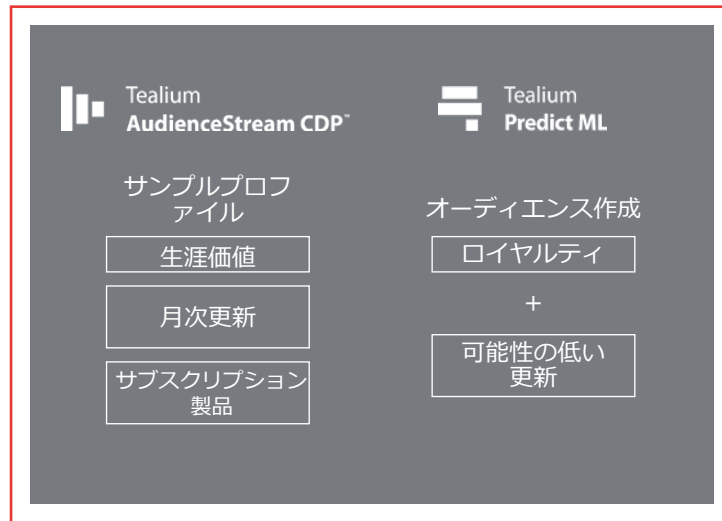 Tealium
AudienceStream CDP™
サンプルプロフ
ァイル
生涯価値
月次更新
サブスクリプション
製品
Tealium
Predict ML
オーディエンス作成
ロイヤルティ
+
可能性の低い
更新